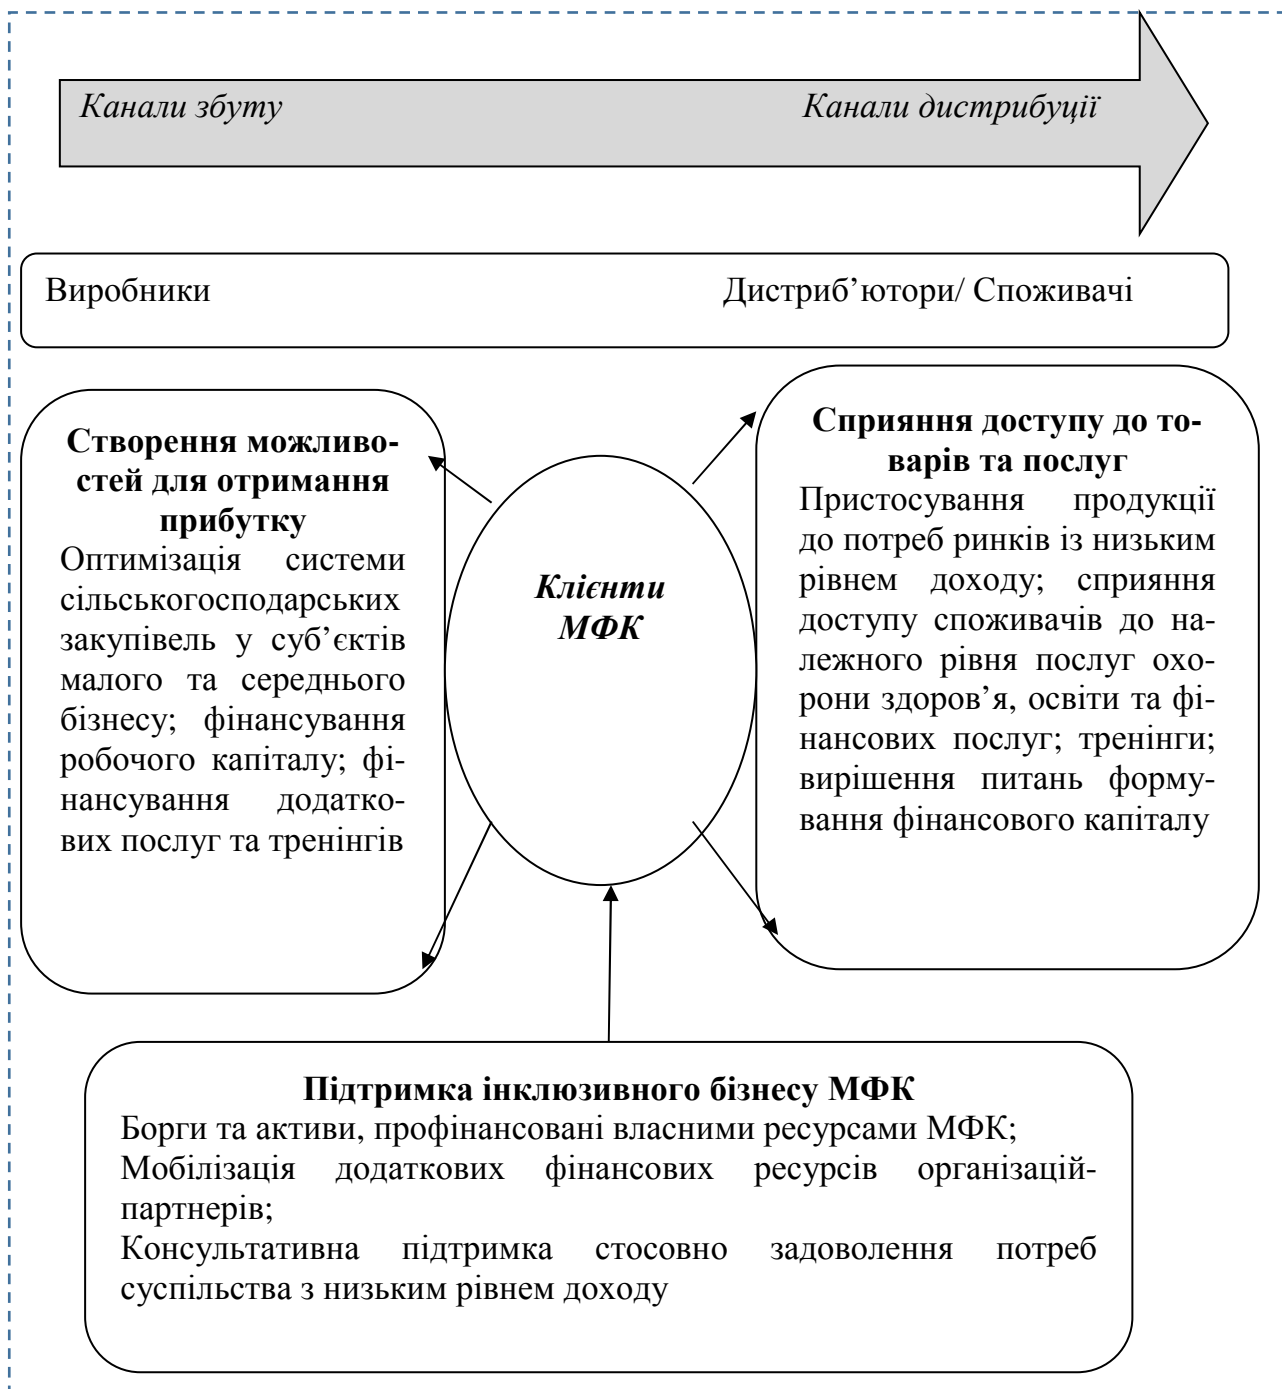 Канали збуту Канали дистрибуції
Виробники Дистриб’ютори/ Споживачі
Створення можливо-
стей для отримання
прибутку
Оптимізація системи
сільськогосподарських
закупівель у суб’єктів
малого та середнього
бізнесу; фінансування
робочого капіталу; фі-
нансування додатко-
вих послуг та тренінгів
Клієнти
МФК
Сприяння доступу до то-
варів та послуг
Пристосування продукції
до потреб ринків із низьким
рівнем доходу; сприяння
доступу споживачів до на-
лежного рівня послуг охо-
рони здоров’я, освіти та фі-
нансових послуг; тренінги;
вирішення питань форму-
вання фінансового капіталу
Підтримка інклюзивного бізнесу МФК
Борги та активи, профінансовані власними ресурсами МФК;
Мобілізація додаткових фінансових ресурсів організацій-
партнерів;
Консультативна підтримка стосовно задоволення потреб
суспільства з низьким рівнем доходу